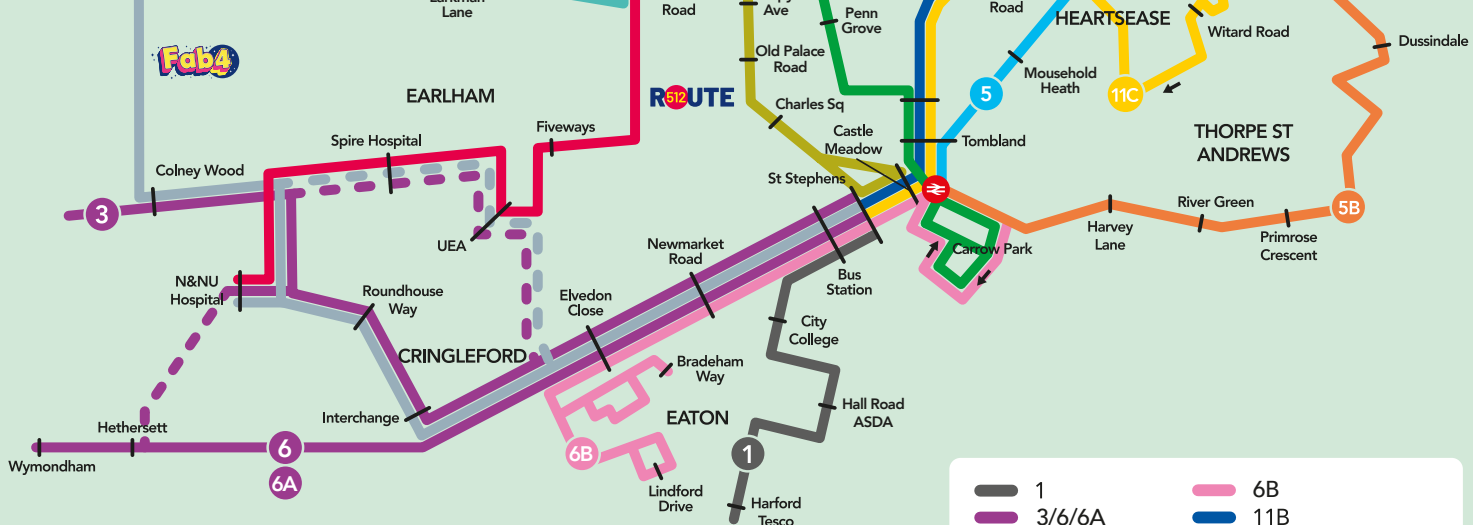 Lane
Road
Ave
Penn
Grove
Road
HEARTSEASE
Witard Road
Dussindale
Fab4
Old Palace
Road
Mousehold
Heath
5
11C
EARLHAM
ROUTE
512
Charles Sq
Castle
Meadow
Tombland
THORPE ST
ANDREWS
Fiveways
Spire Hospital
Colney Wood
St Stephens
3
UEA
River Green
5B
Harvey
Lane
Primrose
Crescent
Newmarket
Road
Carrow Park
N&NU
Hospital
Roundhouse
Way
Elvedon
Close
Bus
Station
City
College
CRINGLEFORD
Bradeham
Way
Interchange
EATON
Hall Road
ASDA
Hethersett
6
6B
1
Wymondham
6A
Lindford
Drive
Harford
Tesco
1
6B
3/6/6A
11B